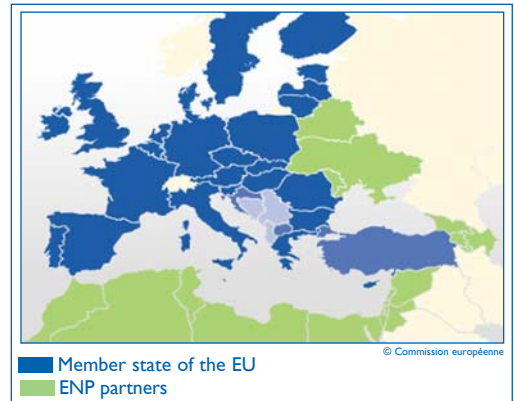 © Commission européenne
Member state of the EU
ENP partners